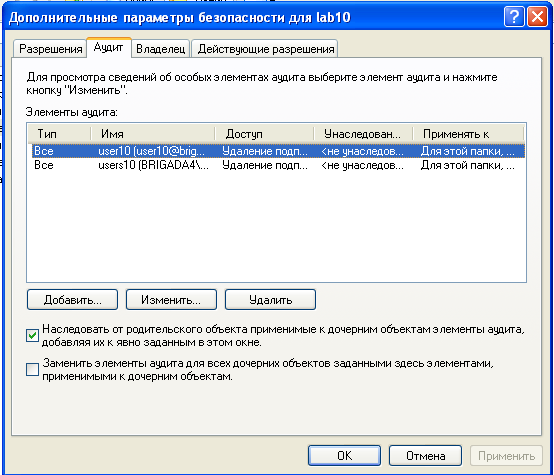 Дополнительные параметры безопасности для lab10
Разрешения Аудит Владелец Действующие разрешения
Для просмотра сведений об особых элементах аудита выберите элемент аудита и нажмите
кнопку "Изменить".
Элементы аудита:
Тип Имя Доступ Унаследован... Применять к
Все user10 (user10@brig... Удаление подп... <не унаследов... Для этой папки, ...
Все users10 (BRIGADA4\... Удаление подп... <не унаследов... Для этой папки, ...
Добавить... Изменить... Удалить
Наследовать от родительского объекта применимые к дочерним объектам элементы аудита,
добавляя их к явно заданным в этом окне.
Заменить элементы аудита для всех дочерних объектов заданными здесь элементами,
применимыми к дочерним объектам.
OK Отмена Применить